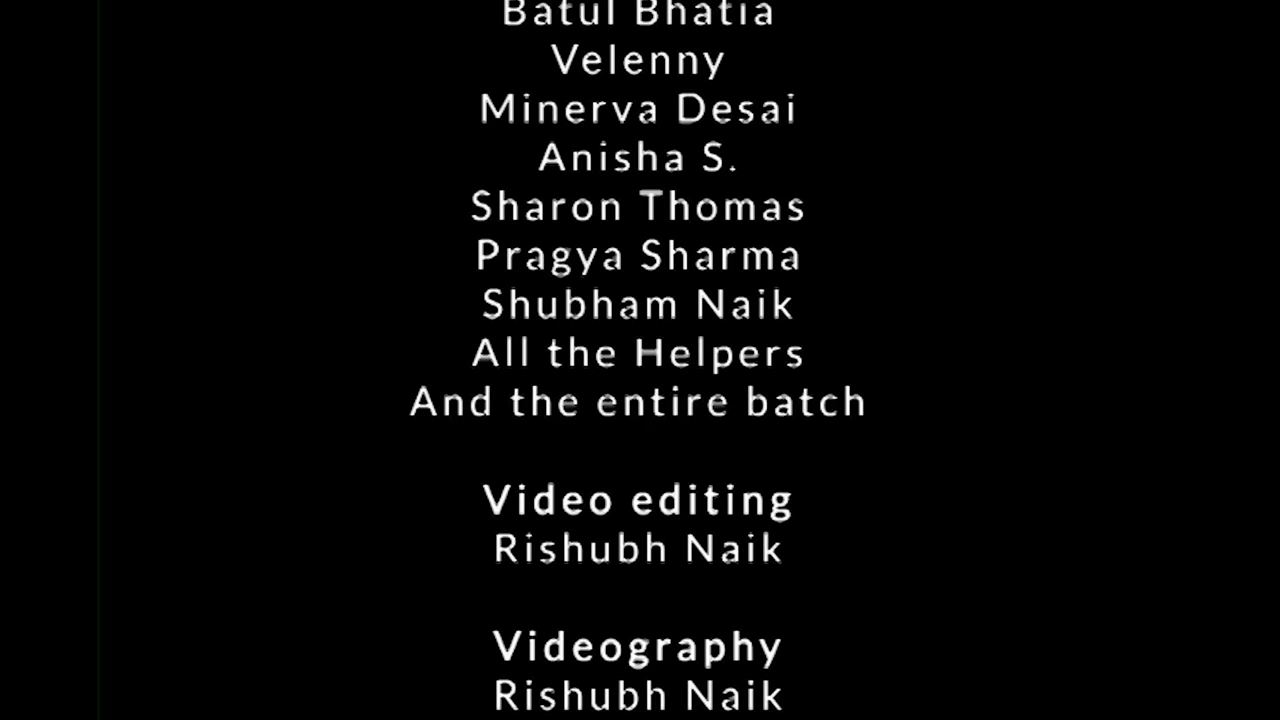 Batul Bhatia
Velenny
Minerva Desai
Anisha S.
Sharon Thomas
Pragya Sharma
Shubham Naik
All the Helpers
And the entire batch
Video editing
Rishubh Naik
Videography
Rishubh Naik